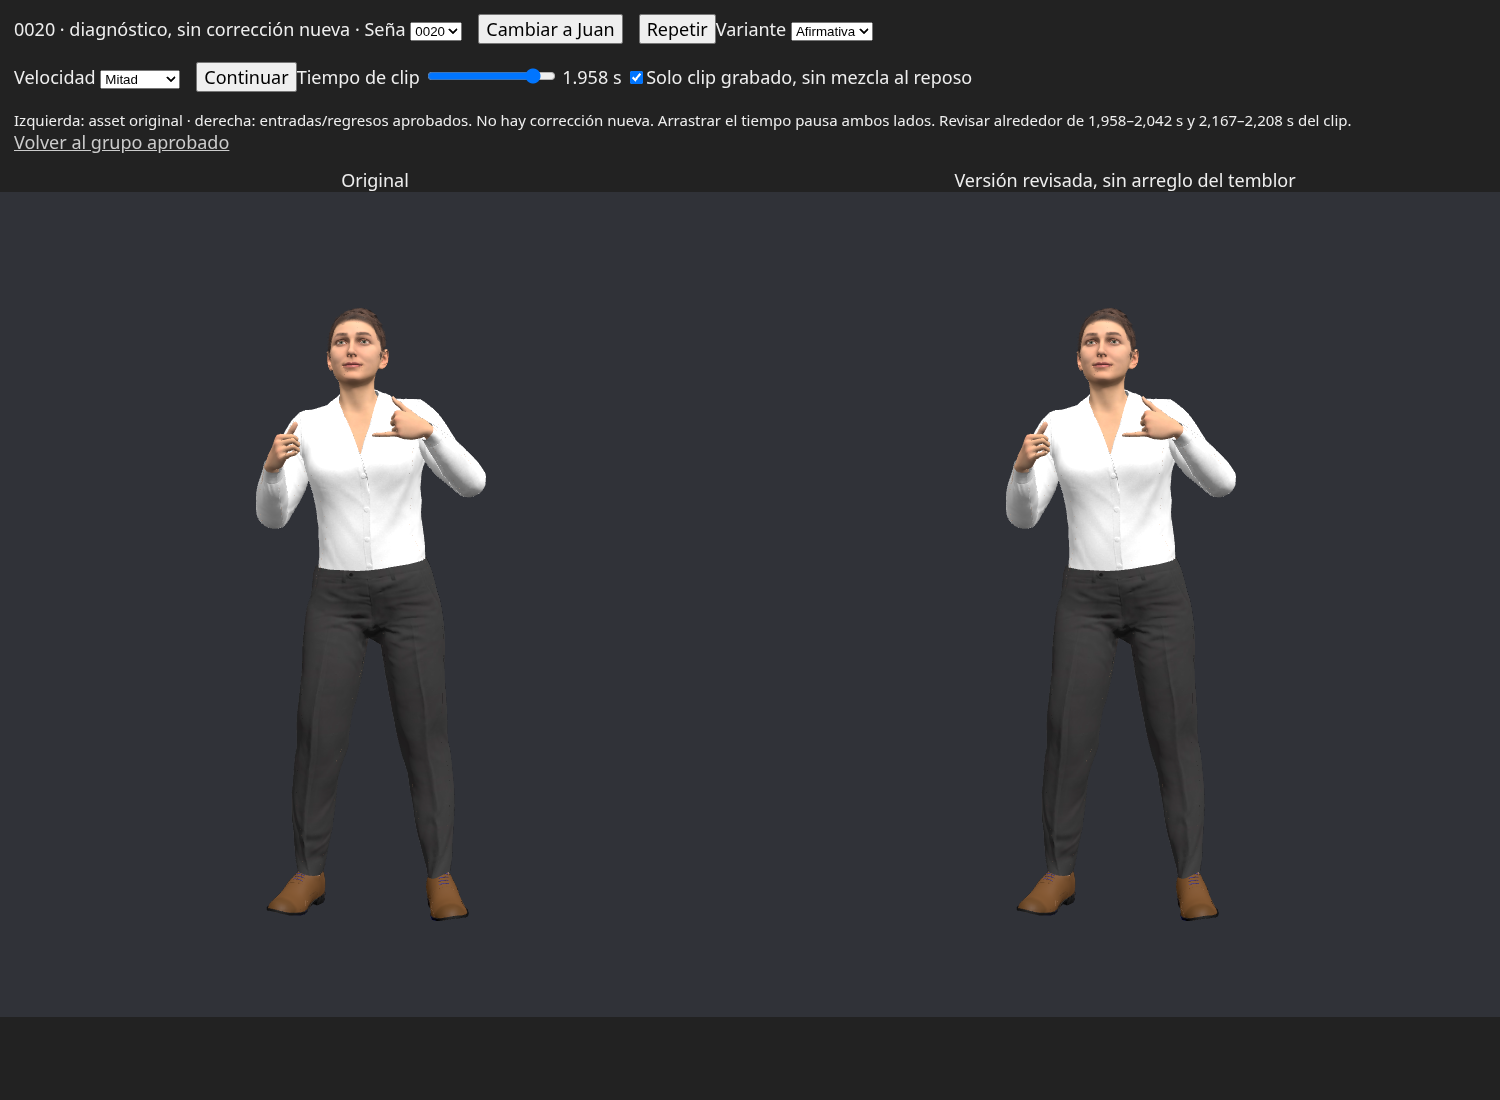 0020 · diagnóstico, sin corrección nueva · Seña 0020 Cambiar a Juan Repetir Variante Afirmativa
Velocidad Mitad Continuar Tiempo de clip 1.958 s Solo clip grabado, sin mezcla al reposo
Izquierda: asset original · derecha: entradas/regresos aprobados. No hay corrección nueva. Arrastrar el tiempo pausa ambos lados. Revisar alrededor de 1,958–2,042 s y 2,167–2,208 s del clip.
Volver al grupo aprobado
Original Versión revisada, sin arreglo del temblor